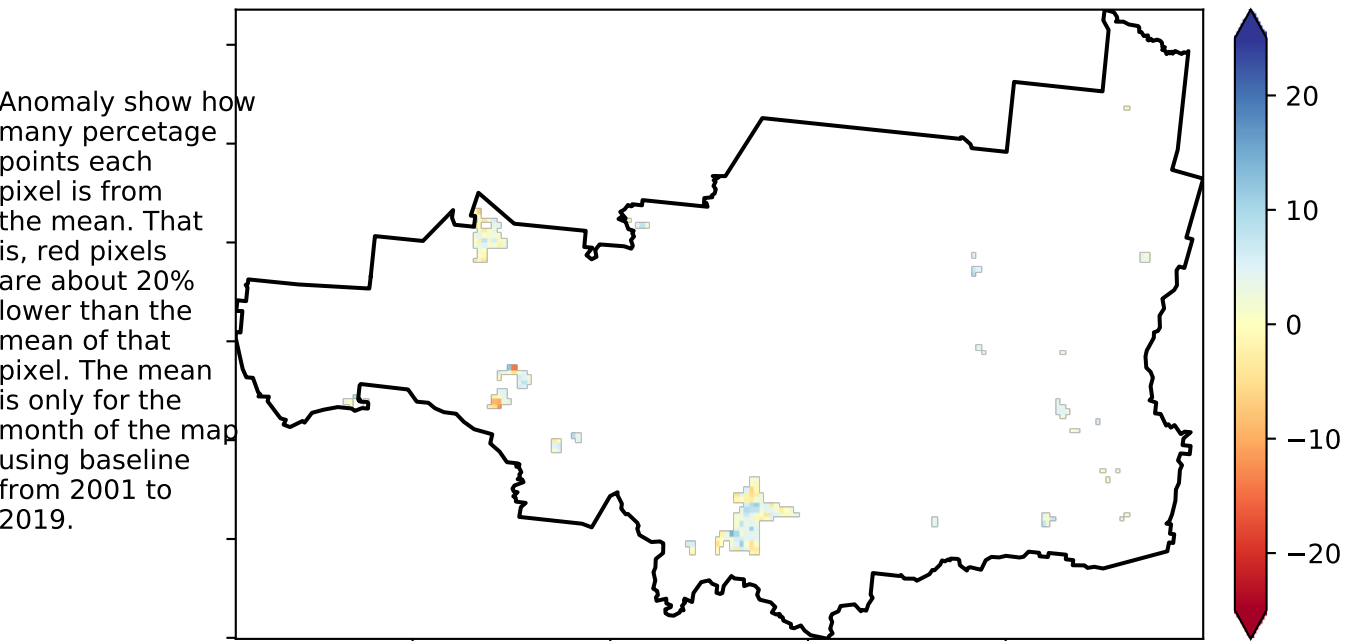 Anomaly show how
many percetage
points each
pixel is from
the mean. That
is, red pixels
are about 20%
lower than the
mean of that
pixel. The mean
is only for the
month of the map
using baseline
from 2001 to
2019.
20
10
0
−10
−20